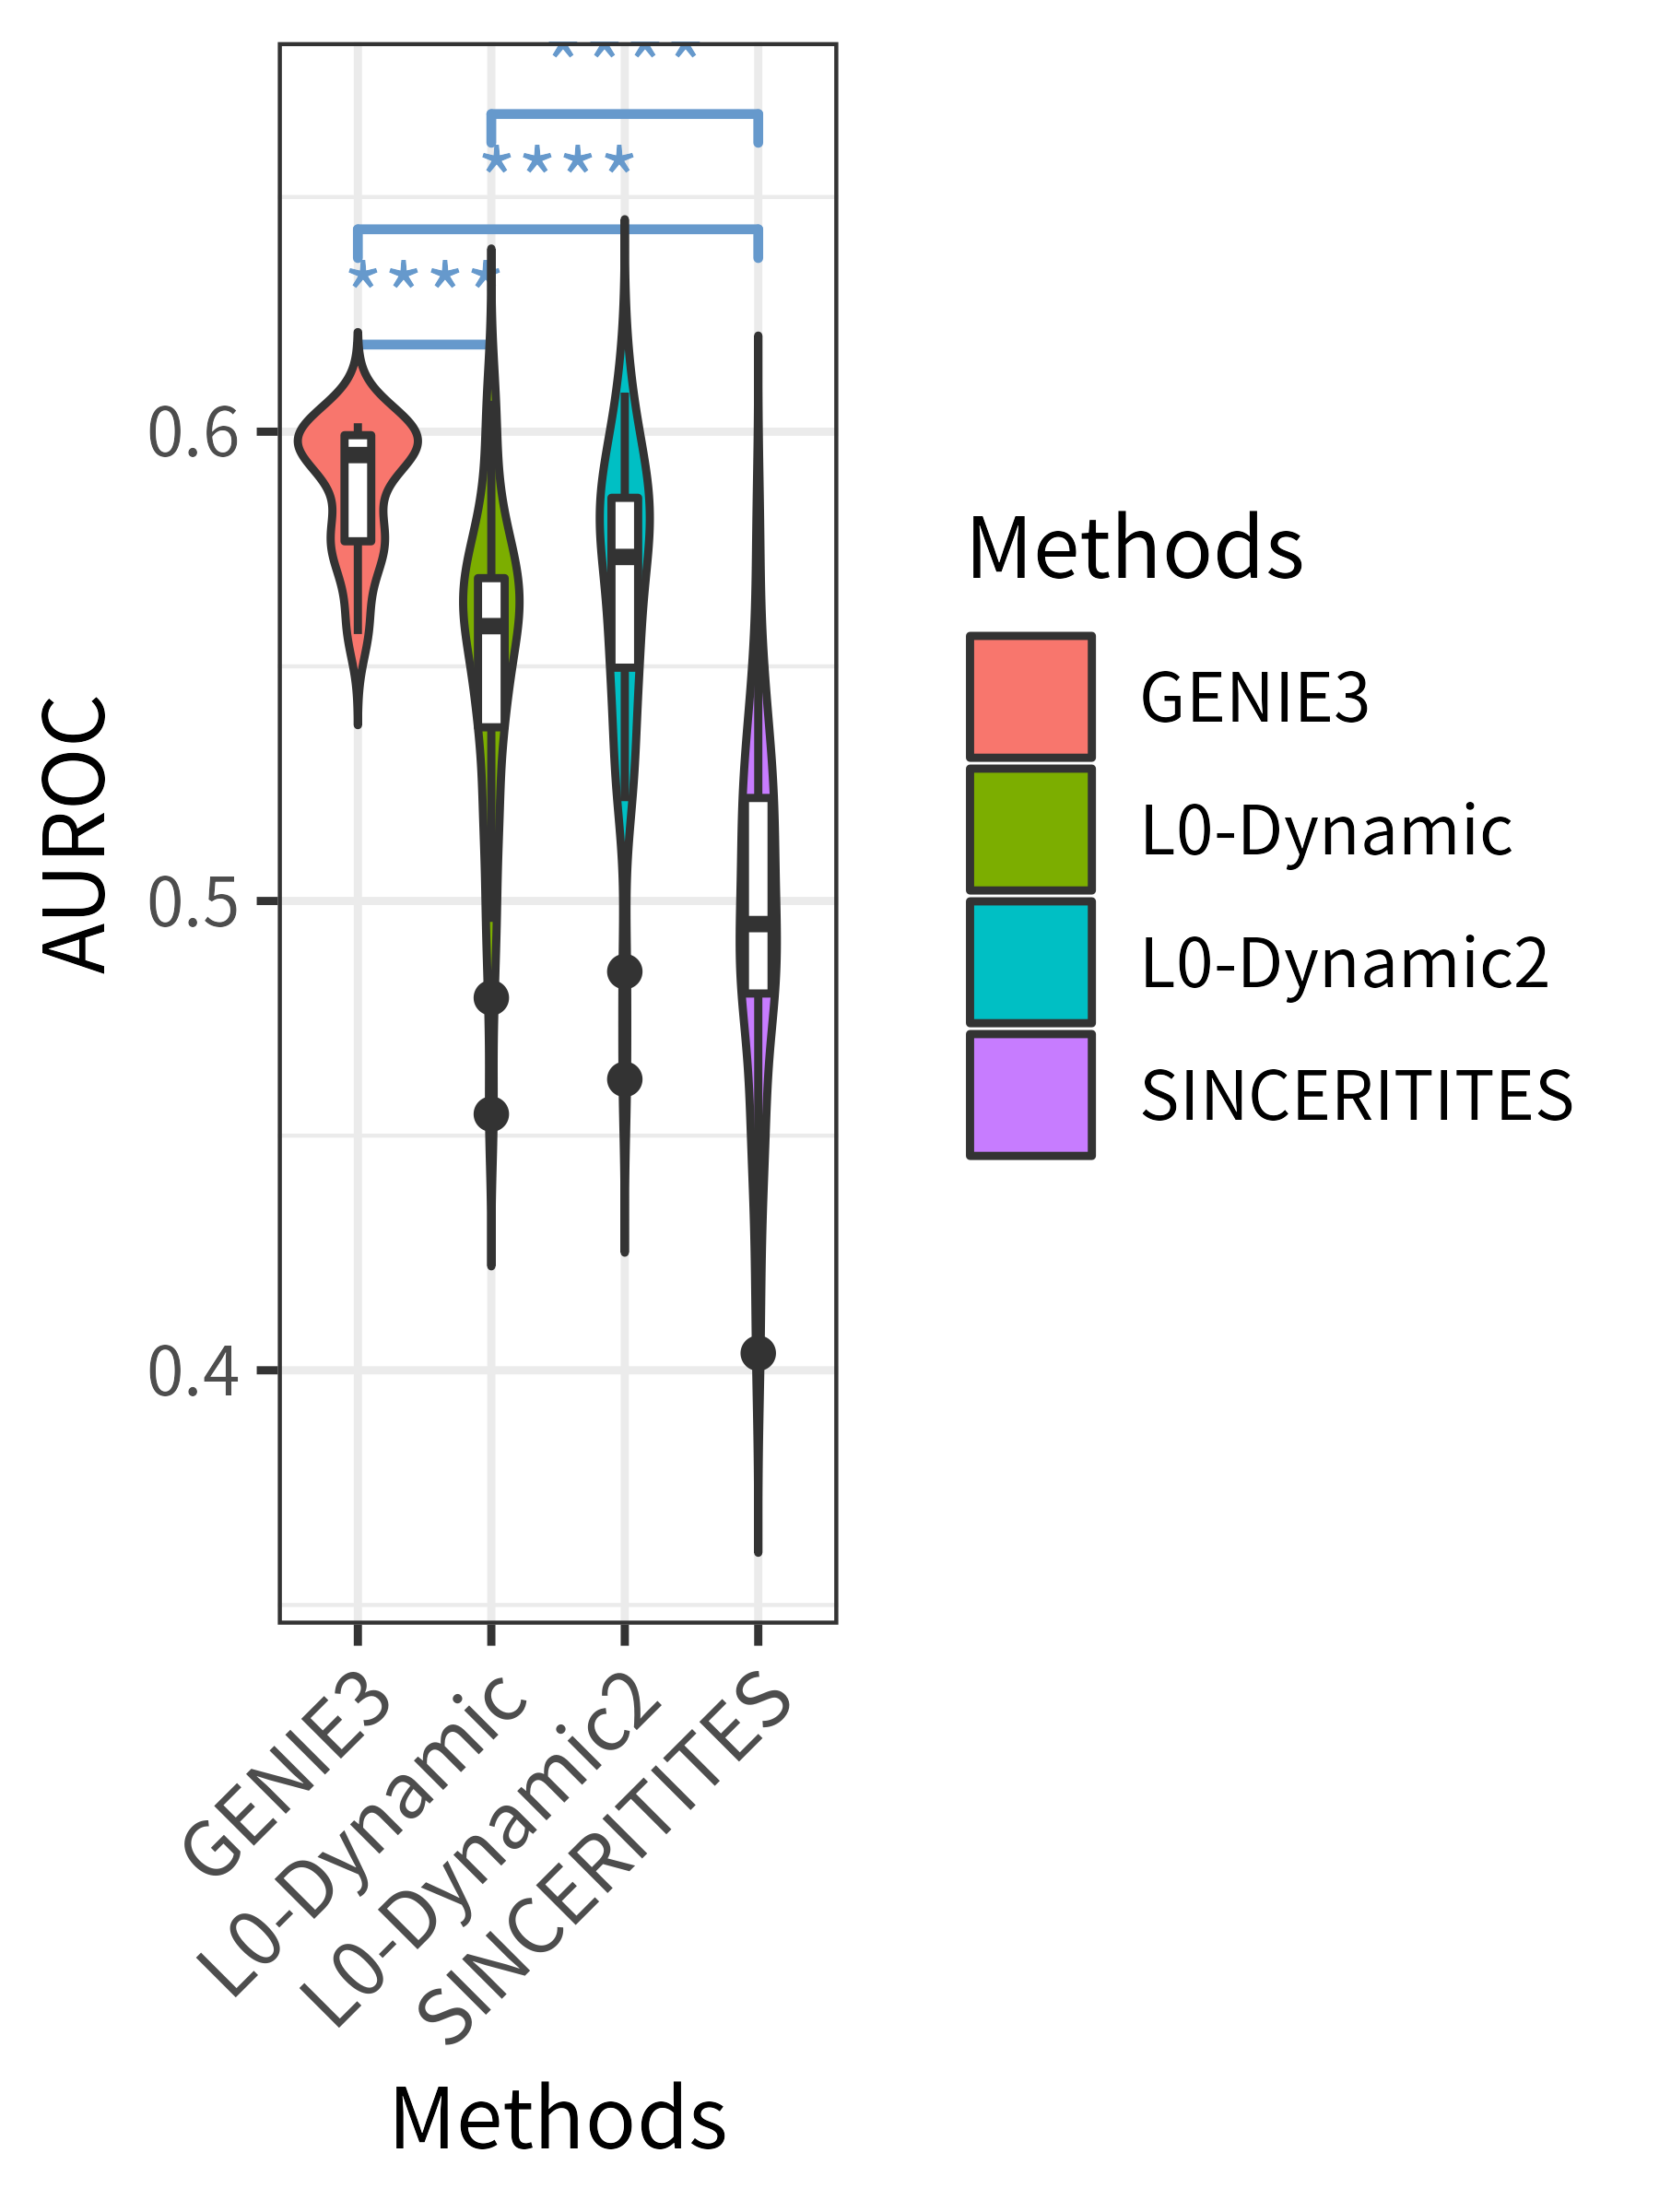 ****
****
****
0.6
0.5
0.4
AUROC
GENIE3
L0-Dynamic
L0-Dynamic2
SINCERITITES
Methods
Methods
GENIE3
L0-Dynamic
L0-Dynamic2
SINCERITITES